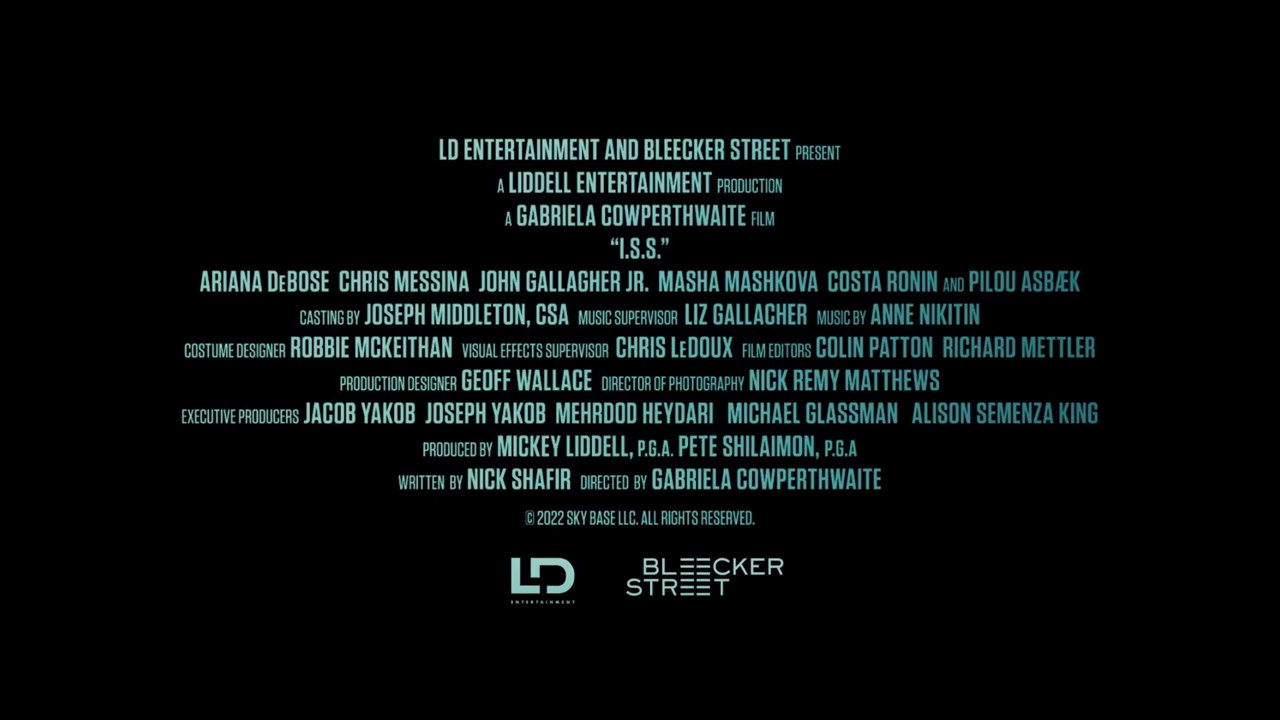 LD ENTERTAINMENT AND BLEECKER STREET PRESENT
A LIDDELL ENTERTAINMENT PRODUCTION
A GABRIELA COWPERTHWAITE FILM
“I.S.S.”
ARIANA DeBOSE CHRIS MESSINA JOHN GALLAGHER JR. MASHA MASHKOVA COSTA RONIN AND PILOU ASBÆK
CASTING BY JOSEPH MIDDLETON, CSA MUSIC SUPERVISOR LIZ GALLACHER MUSIC BY ANNE NIKITIN
COSTUME DESIGNER ROBBIE MCKEITHAN VISUAL EFFECTS SUPERVISOR CHRIS LeDOUX FILM EDITORS COLIN PATTON RICHARD METTLER
PRODUCTION DESIGNER GEOFF WALLACE DIRECTOR OF PHOTOGRAPHY NICK REMY MATTHEWS
EXECUTIVE PRODUCERS JACOB YAKOB JOSEPH YAKOB MEHRDOD HEYDARI MICHAEL GLASSMAN ALISON SEMENZA KING
PRODUCED BY MICKEY LIDDELL, P.G.A. PETE SHILAIMON, P.G.A
WRITTEN BY NICK SHAFIR DIRECTED BY GABRIELA COWPERTHWAITE
© 2022 SKY BASE LLC. ALL RIGHTS RESERVED.
LD
ENTERTAINMENT
BLEECKER
STREET